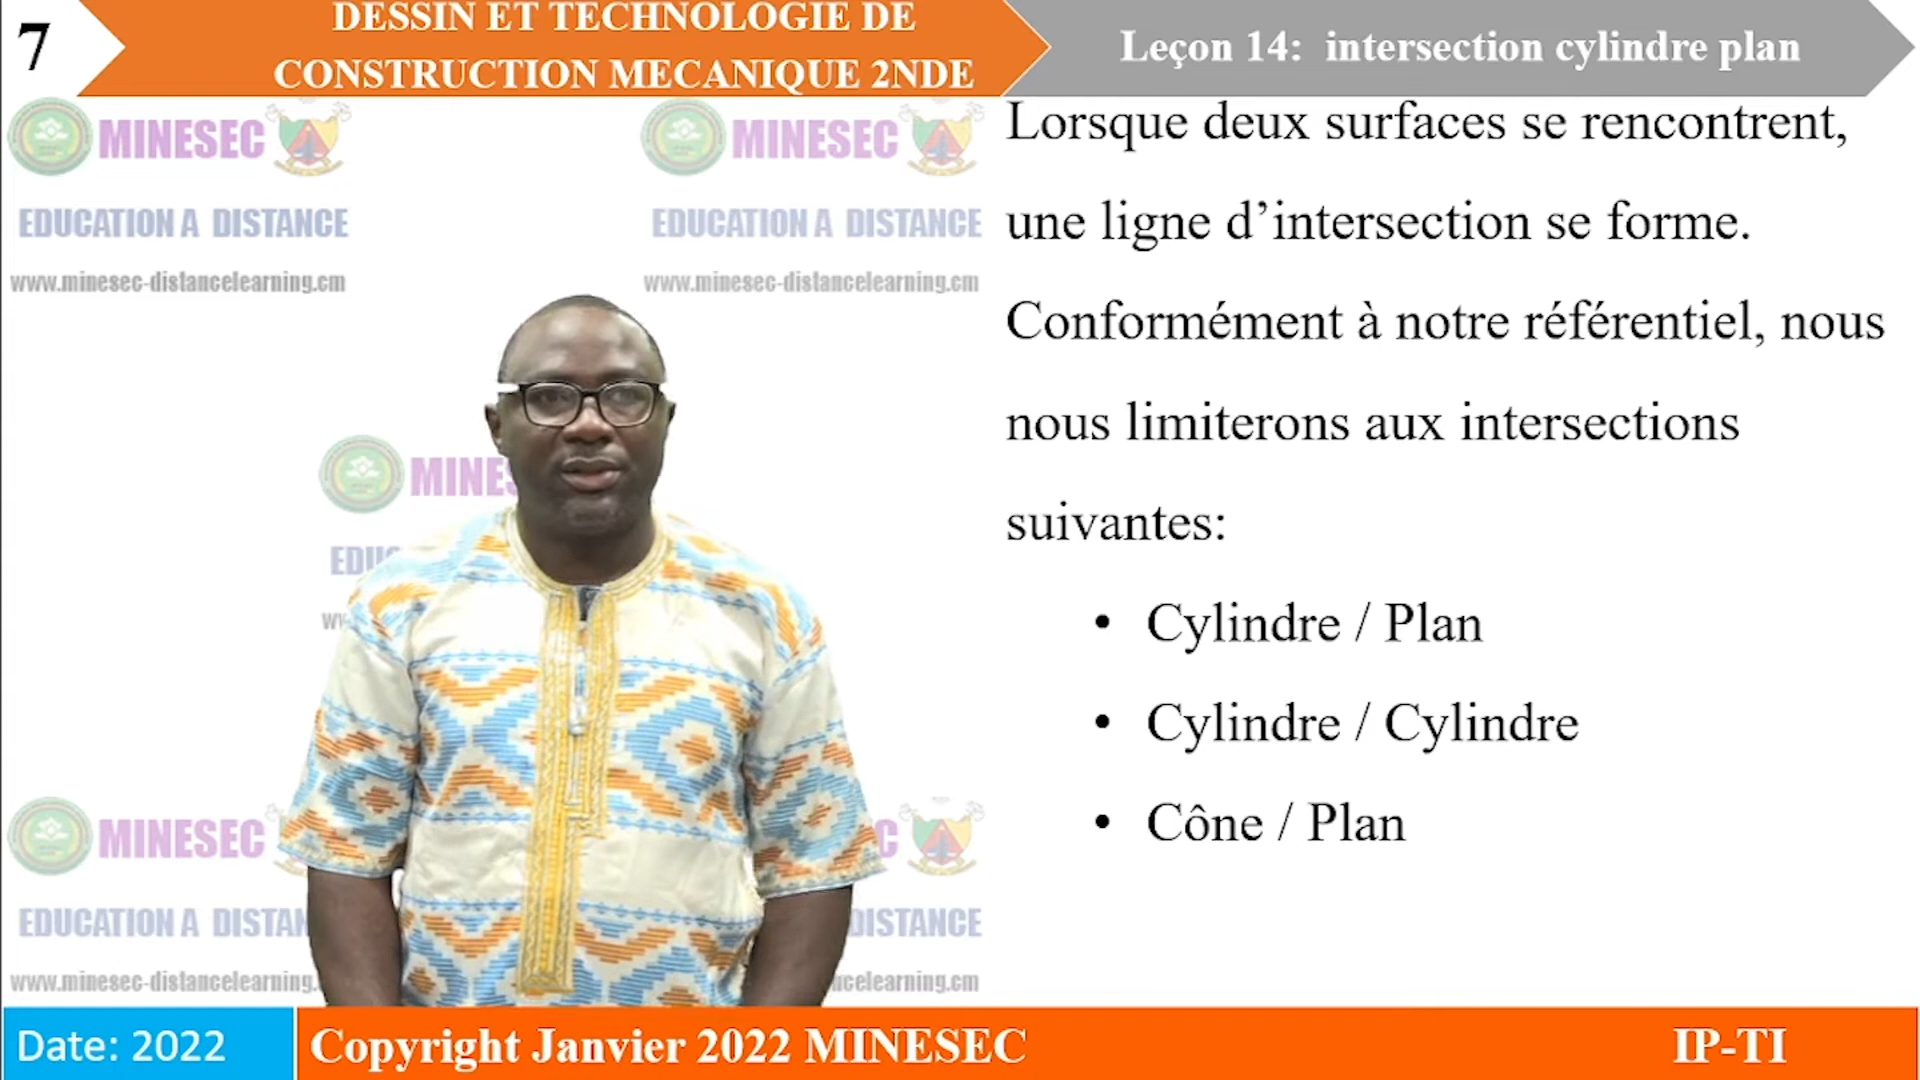 7
DESSIN ET TECHNOLOGIE DE
CONSTRUCTION MECANIQUE 2NDE
Leçon 14: intersection cylindre plan
MINESEC
EDUCATION A DISTANCE
www.minesec-distancelearning.cm
MINESEC
EDUCATION A DISTANCE
www.minesec-distancelearning.cm
Lorsque deux surfaces se rencontrent,
une ligne d’intersection se forme.
Conformément à notre référentiel, nous
nous limiterons aux intersections
suivantes:
• Cylindre / Plan
• Cylindre / Cylindre
• Cône / Plan
MINES
EDU
MINESEC
EDUCATION A DISTAN
www.minesec-distancelearning.
C
DISTANCE
ncelearning.cm
Date: 2022
Copyright Janvier 2022 MINESEC
IP-TI